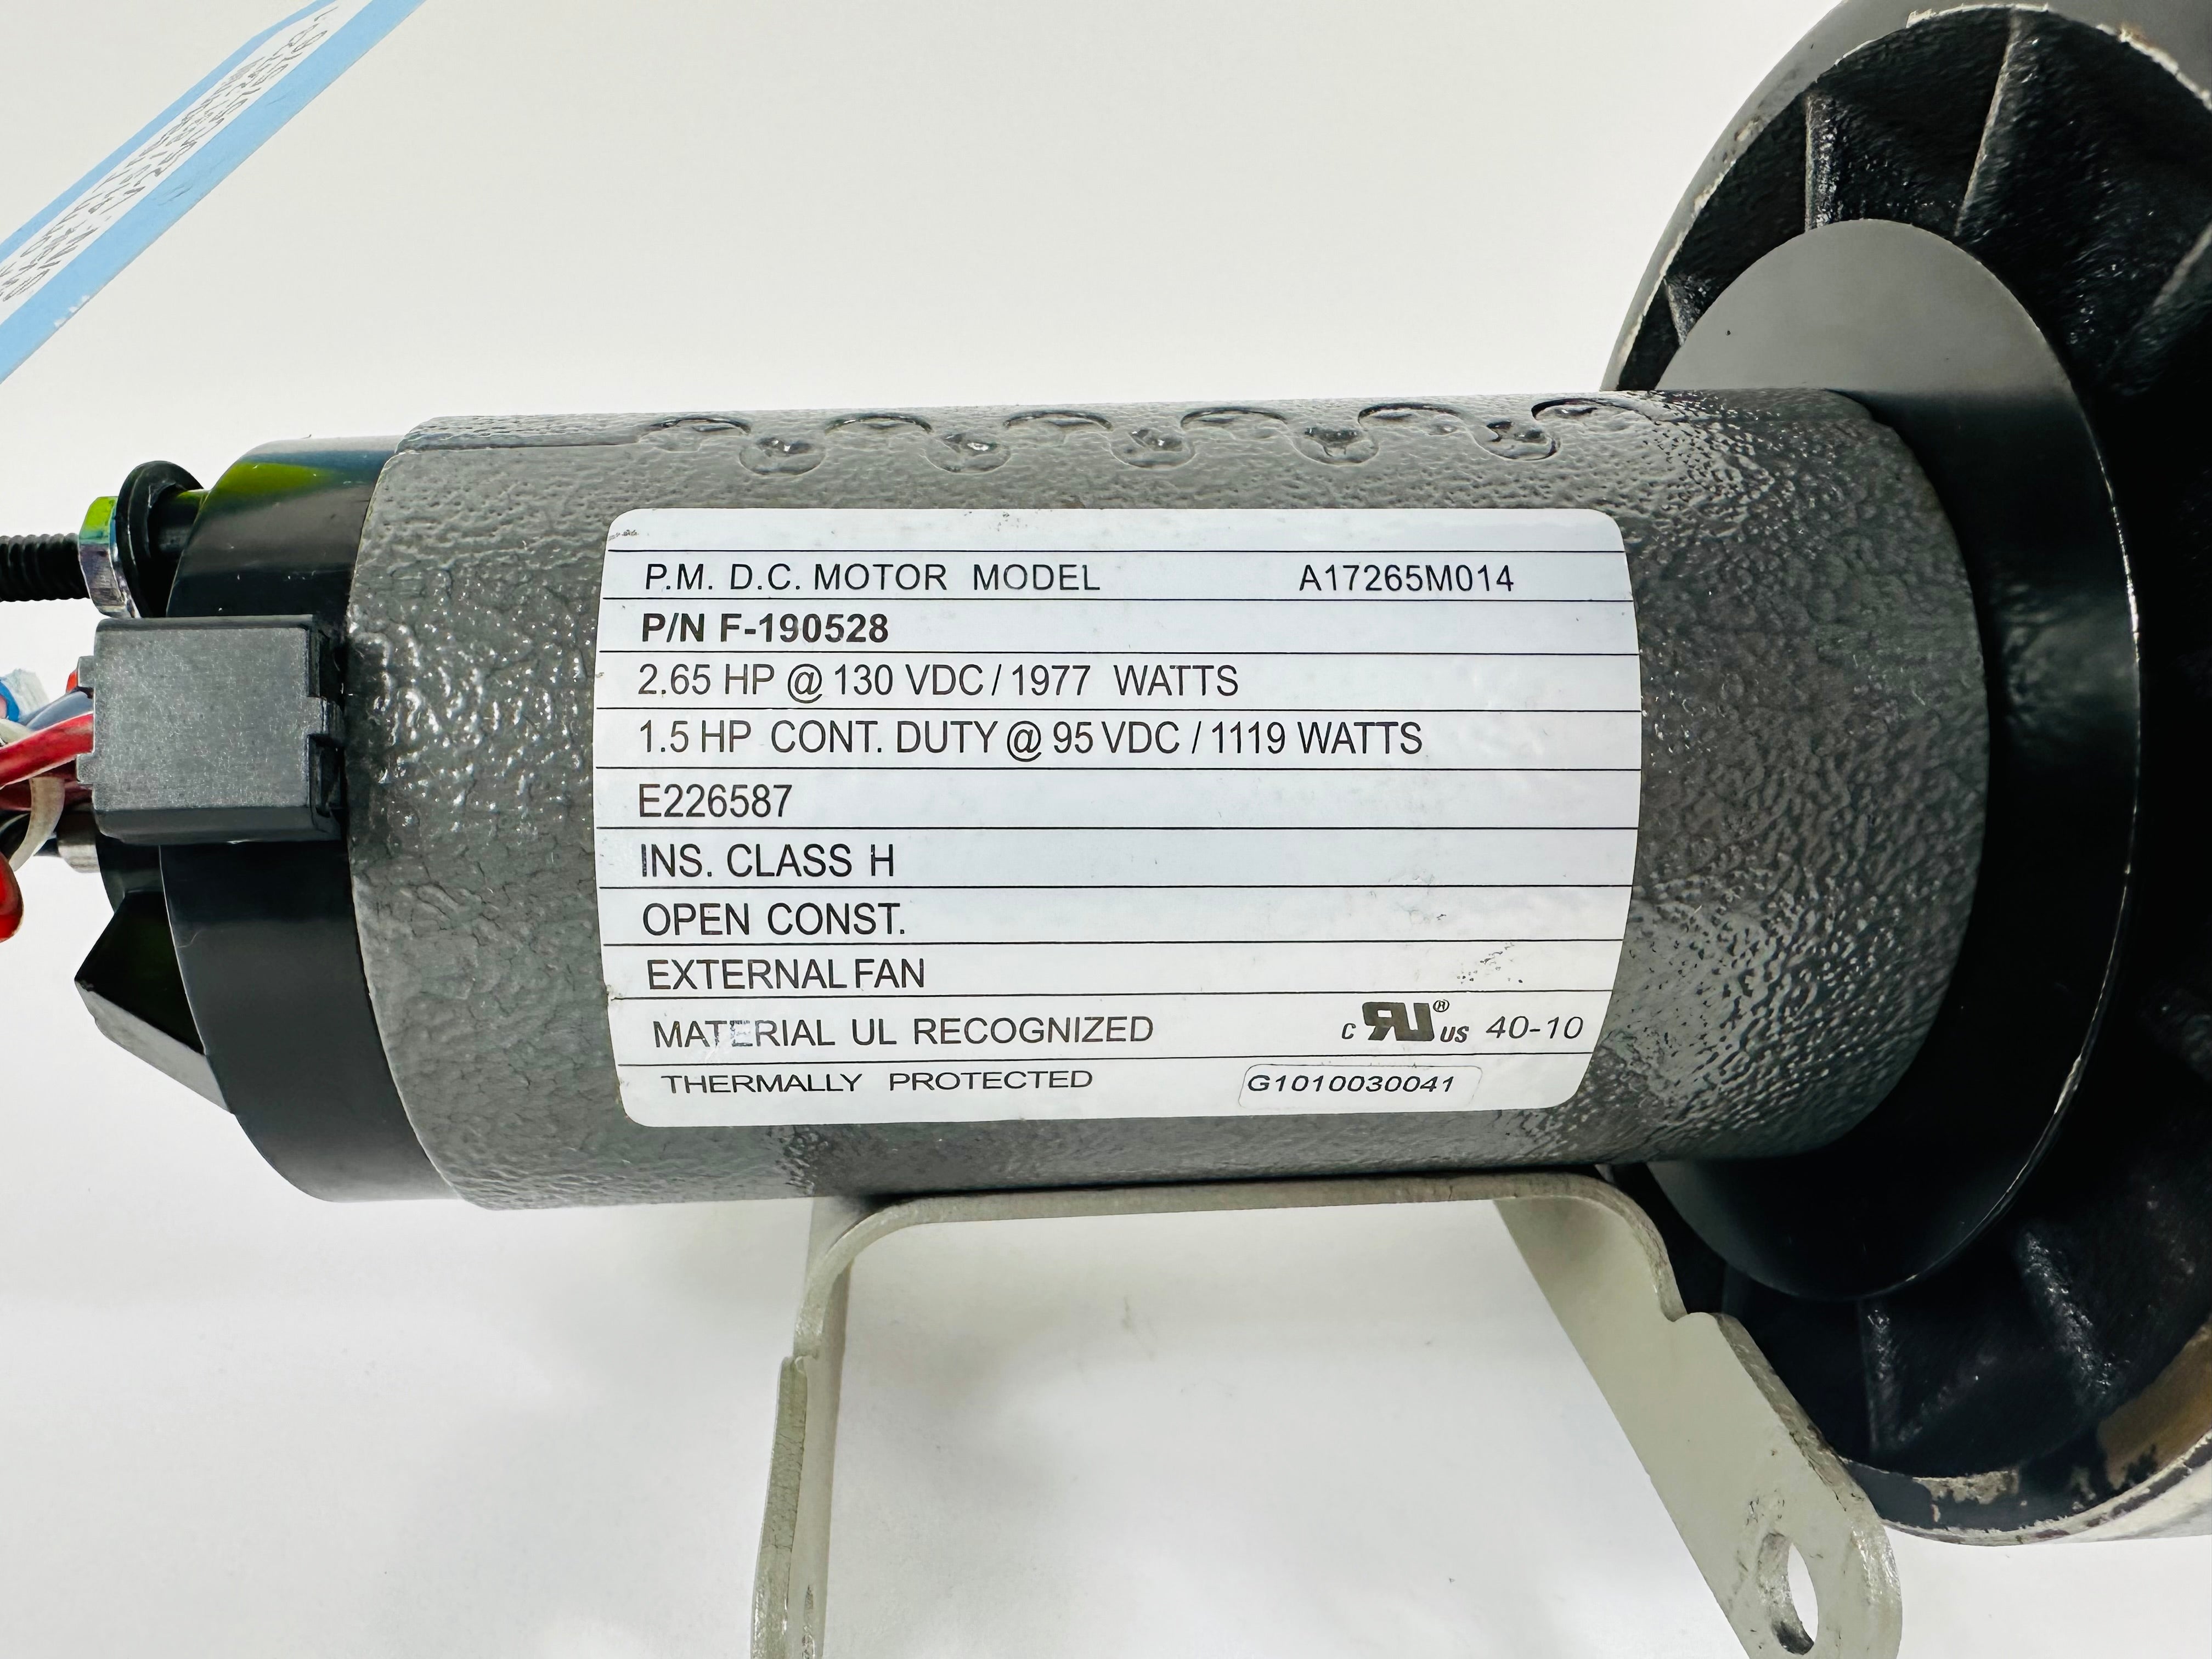 P.M. D.C. MOTOR MODEL A17265M014
P/N F-190528
2.65 HP @ 130 VDC / 1977 WATTS
1.5 HP CONT. DUTY @ 95 VDC / 1119 WATTS
E226587
INS. CLASS H
OPEN CONST.
EXTERNAL FAN
MATERIAL UL RECOGNIZED c RU ® US 40-10
THERMALLY PROTECTED G1010030041